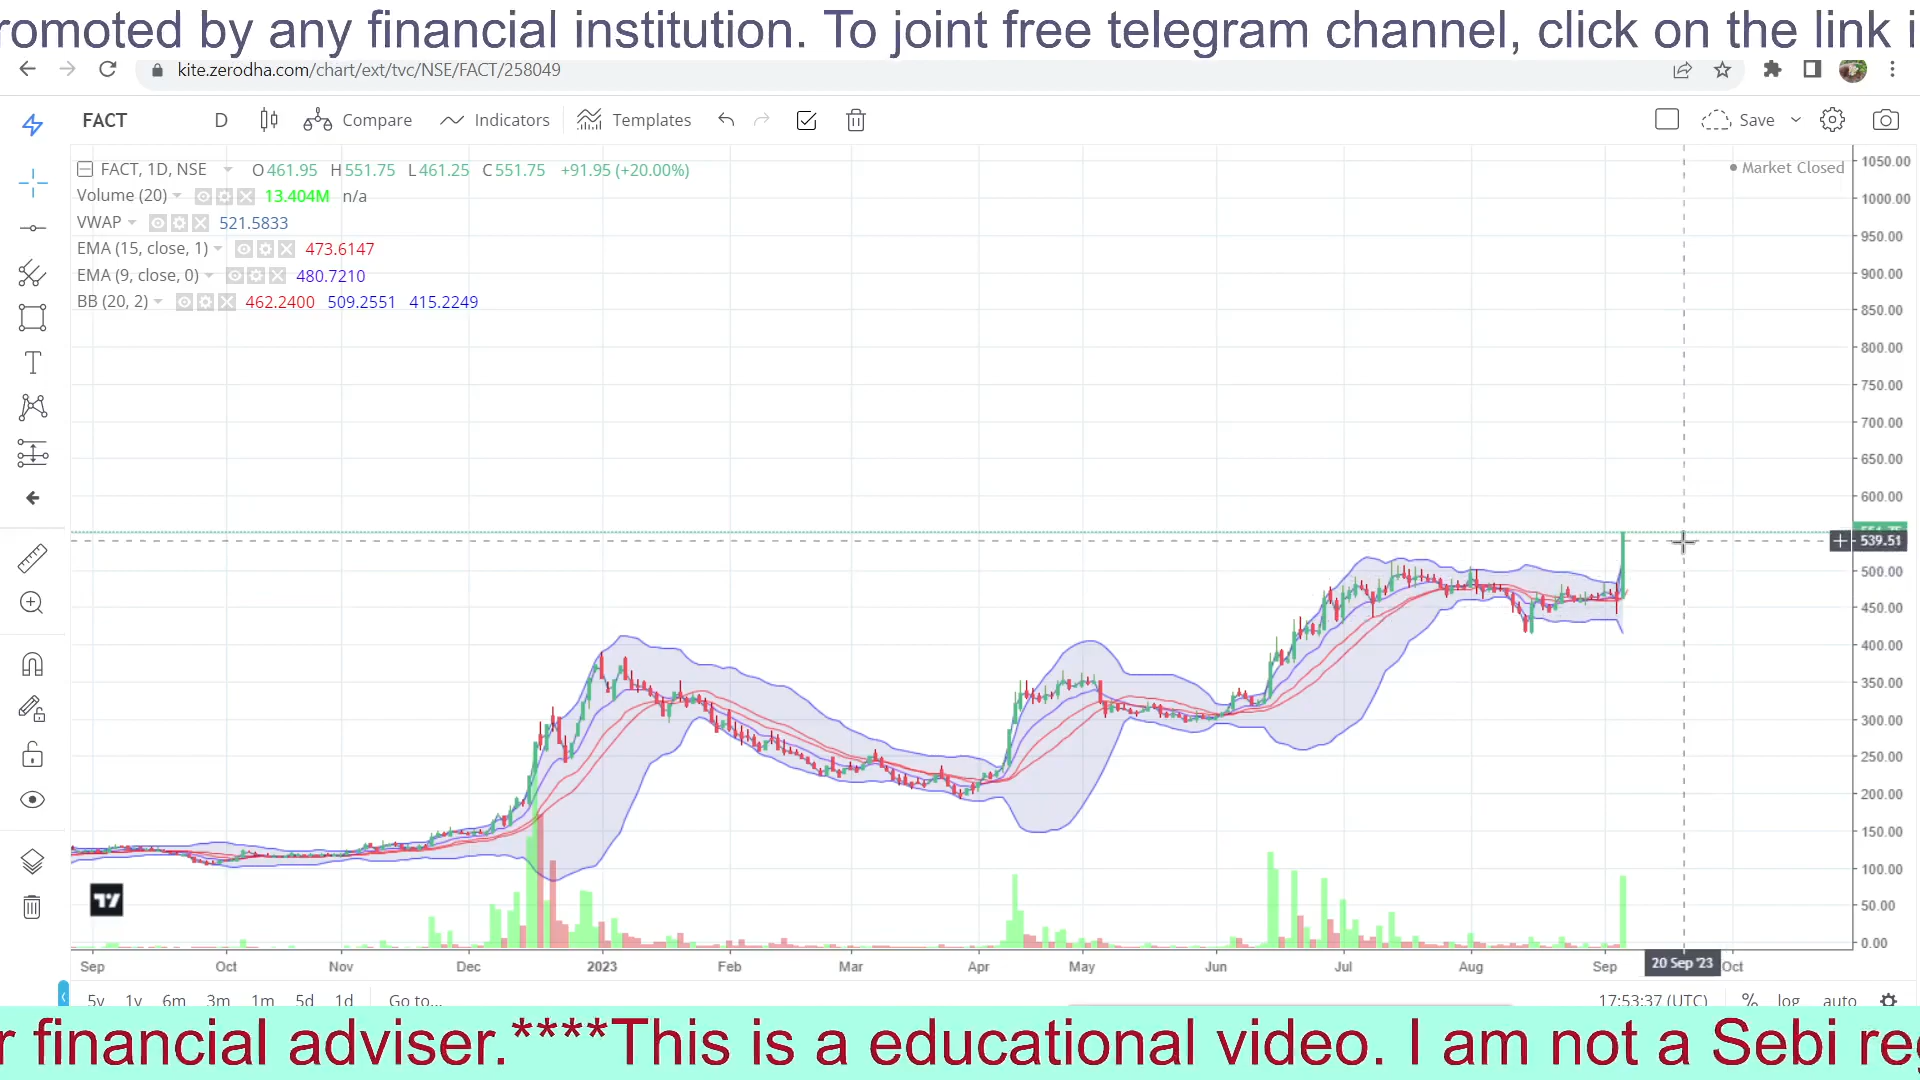 romoted by any financial institution. To joint free telegram channel, click on the link i
kite.zerodha.com/chart/ext/tvc/NSE/FACT/258049
FACT D Compare Indicators Templates Save
FACT, 1D, NSE O461.95 H551.75 L461.25 C551.75 +91.95 (+20.00%)
Market Closed
Volume (20) 13.404M n/a
VWAP 521.5833
EMA (15, close, 1) 473.6147
EMA (9, close, 0) 480.7210
BB (20, 2) 462.2400 509.2551 415.2249
1050.00
1000.00
950.00
900.00
850.00
800.00
750.00
700.00
650.00
600.00
539.51
500.00
450.00
400.00
350.00
300.00
250.00
200.00
150.00
100.00
50.00
0.00
Sep Oct Nov Dec 2023 Feb Mar Apr May Jun Jul Aug Sep 20 Sep '23 Oct
5y 1y 6m 3m 1m 5d 1d Go to... 17:53:37 (UTC) % log auto
r financial adviser.****This is a educational video. I am not a Sebi re